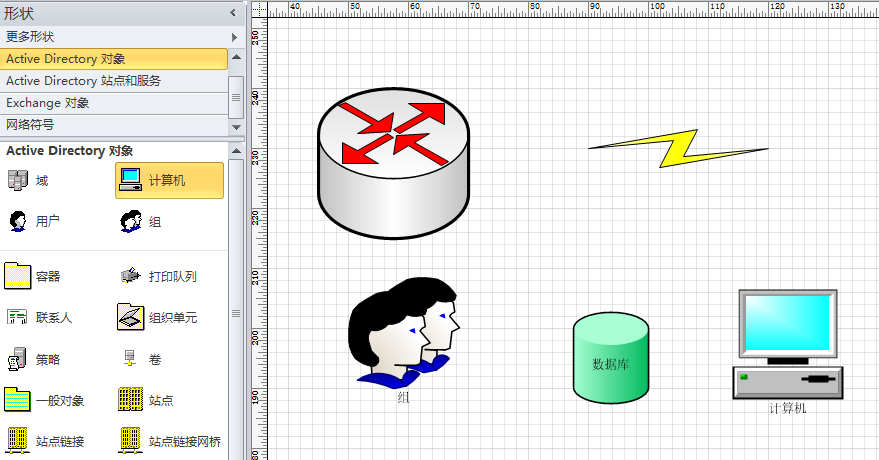 形状
更多形状
Active Directory 对象
Active Directory 站点和服务
Exchange 对象
网络符号
Active Directory 对象
域 计算机
用户 组
容器 打印队列
联系人 组织单元
策略 卷
一般对象 站点
站点链接 站点链接网桥
40 50 60 70 80 90 100 110 120 130
250
240
230
220
210
200
190
180
数据库
组
计算机